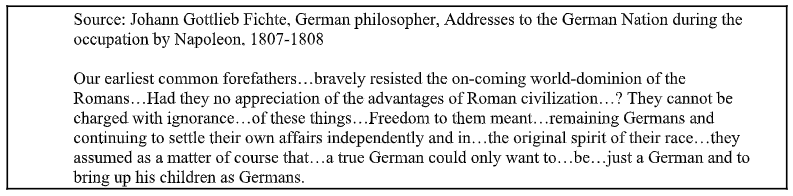 Source: Johann Gottlieb Fichte, German philosopher, Addresses to the German Nation during the
occupation by Napoleon, 1807-1808
Our earliest common forefathers…bravely resisted the on-coming world-dominion of the
Romans…Had they no appreciation of the advantages of Roman civilization…? They cannot be
charged with ignorance…of these things…Freedom to them meant…remaining Germans and
continuing to settle their own affairs independently and in…the original spirit of their race…they
assumed as a matter of course that…a true German could only want to…be…just a German and to
bring up his children as Germans.